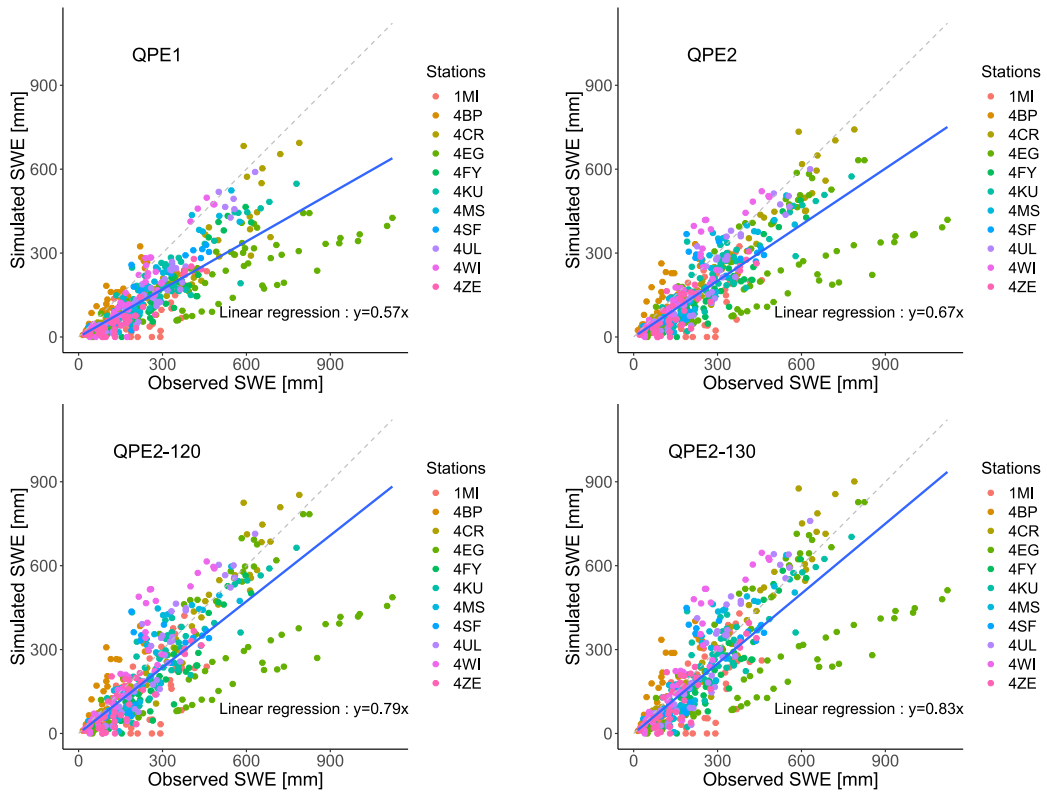 QPE1
Simulated SWE [mm]
900
600
300
0
0
300
600
900
Observed SWE [mm]
Linear regression : y=0.57x
Stations
1MI
4BP
4CR
4EG
4FY
4KU
4MS
4SF
4UL
4WI
4ZE
QPE2
Simulated SWE [mm]
900
600
300
0
0
300
600
900
Observed SWE [mm]
Linear regression : y=0.67x
Stations
1MI
4BP
4CR
4EG
4FY
4KU
4MS
4SF
4UL
4WI
4ZE
QPE2-120
Simulated SWE [mm]
900
600
300
0
0
300
600
900
Observed SWE [mm]
Linear regression : y=0.79x
Stations
1MI
4BP
4CR
4EG
4FY
4KU
4MS
4SF
4UL
4WI
4ZE
QPE2-130
Simulated SWE [mm]
900
600
300
0
0
300
600
900
Observed SWE [mm]
Linear regression : y=0.83x
Stations
1MI
4BP
4CR
4EG
4FY
4KU
4MS
4SF
4UL
4WI
4ZE